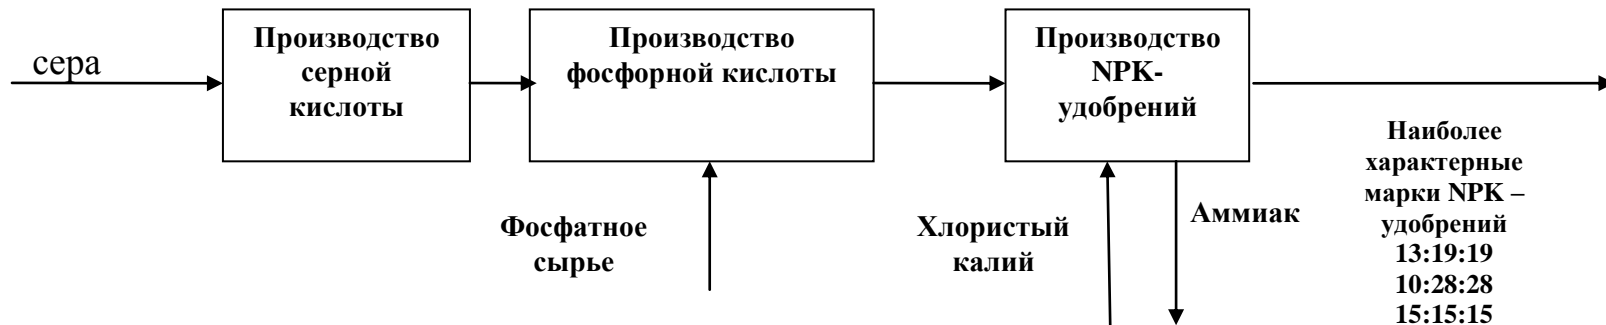 сера
Производство
серной
кислоты
Производство
фосфорной кислоты
Производство
NPK-
удобрений
Фосфатное
сырье
Хлористый
калий
Аммиак
Наиболее
характерные
марки NPK –
удобрений
13:19:19
10:28:28
15:15:15